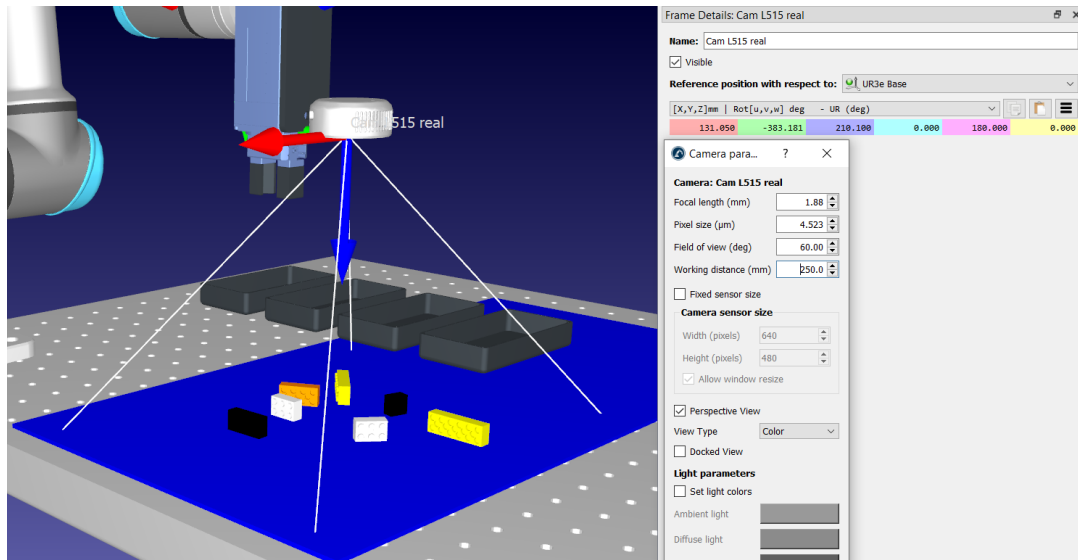 Frame Details: Cam L515 real
Name: Cam L515 real
Visible
Reference position with respect to: UR3e Base
[X,Y,Z]mm | Rot[u,v,w] deg - UR (deg)
131.050 -383.181 210.100 0.000 180.000 0.000
Cam L515 real
Camera para... ?
Camera: Cam L515 real
Focal length (mm) 1.88
Pixel size (µm) 4.523
Field of view (deg) 60.00
Working distance (mm) 250.0
Fixed sensor size
Camera sensor size
Width (pixels) 640
Height (pixels) 480
Allow window resize
Perspective View
View Type Color
Docked View
Light parameters
Set light colors
Ambient light
Diffuse light